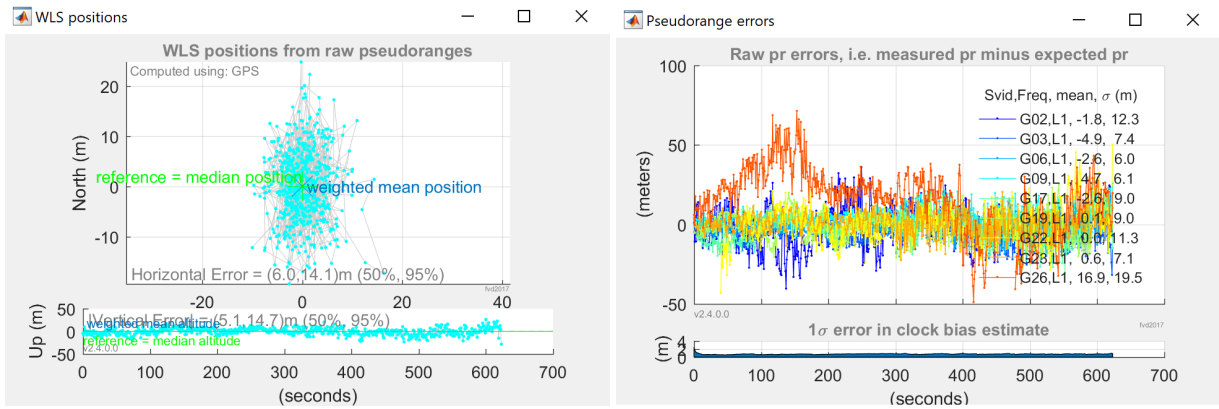 WLS positions
WLS positions from raw pseudoranges
Computed using: GPS
20
10
0
-10
North (m)
reference = median position
weighted mean position
Horizontal Error = (6.0,14.1)m (50%,95%)
fvd2017
-20
0
20
40
50
0
-50
Up (m)
Vertical Error = (5.1,14.7)m (50%, 95%)
weighted mean altitude
reference = median altitude
v2.4.0.0
0
100
200
300
400
500
600
700
(seconds)
Pseudorange errors
Raw pr errors, i.e. measured pr minus expected pr
100
50
0
-50
(meters)
Svid,Freq, mean, σ (m)
G02,L1, -1.8, 12.3
G03,L1, -4.9, 7.4
G06,L1, -2.6, 6.0
G09,L1, 4.7, 6.1
G17,L1, -2.6, 9.0
G19,L1, 0.1, 9.0
G22,L1, 0.0, 11.3
G23,L1, 0.6, 7.1
G26,L1, 16.9, 19.5
v2.4.0.0
fvd2017
1σ error in clock bias estimate
4
2
0
(m)
0
100
200
300
400
500
600
700
(seconds)